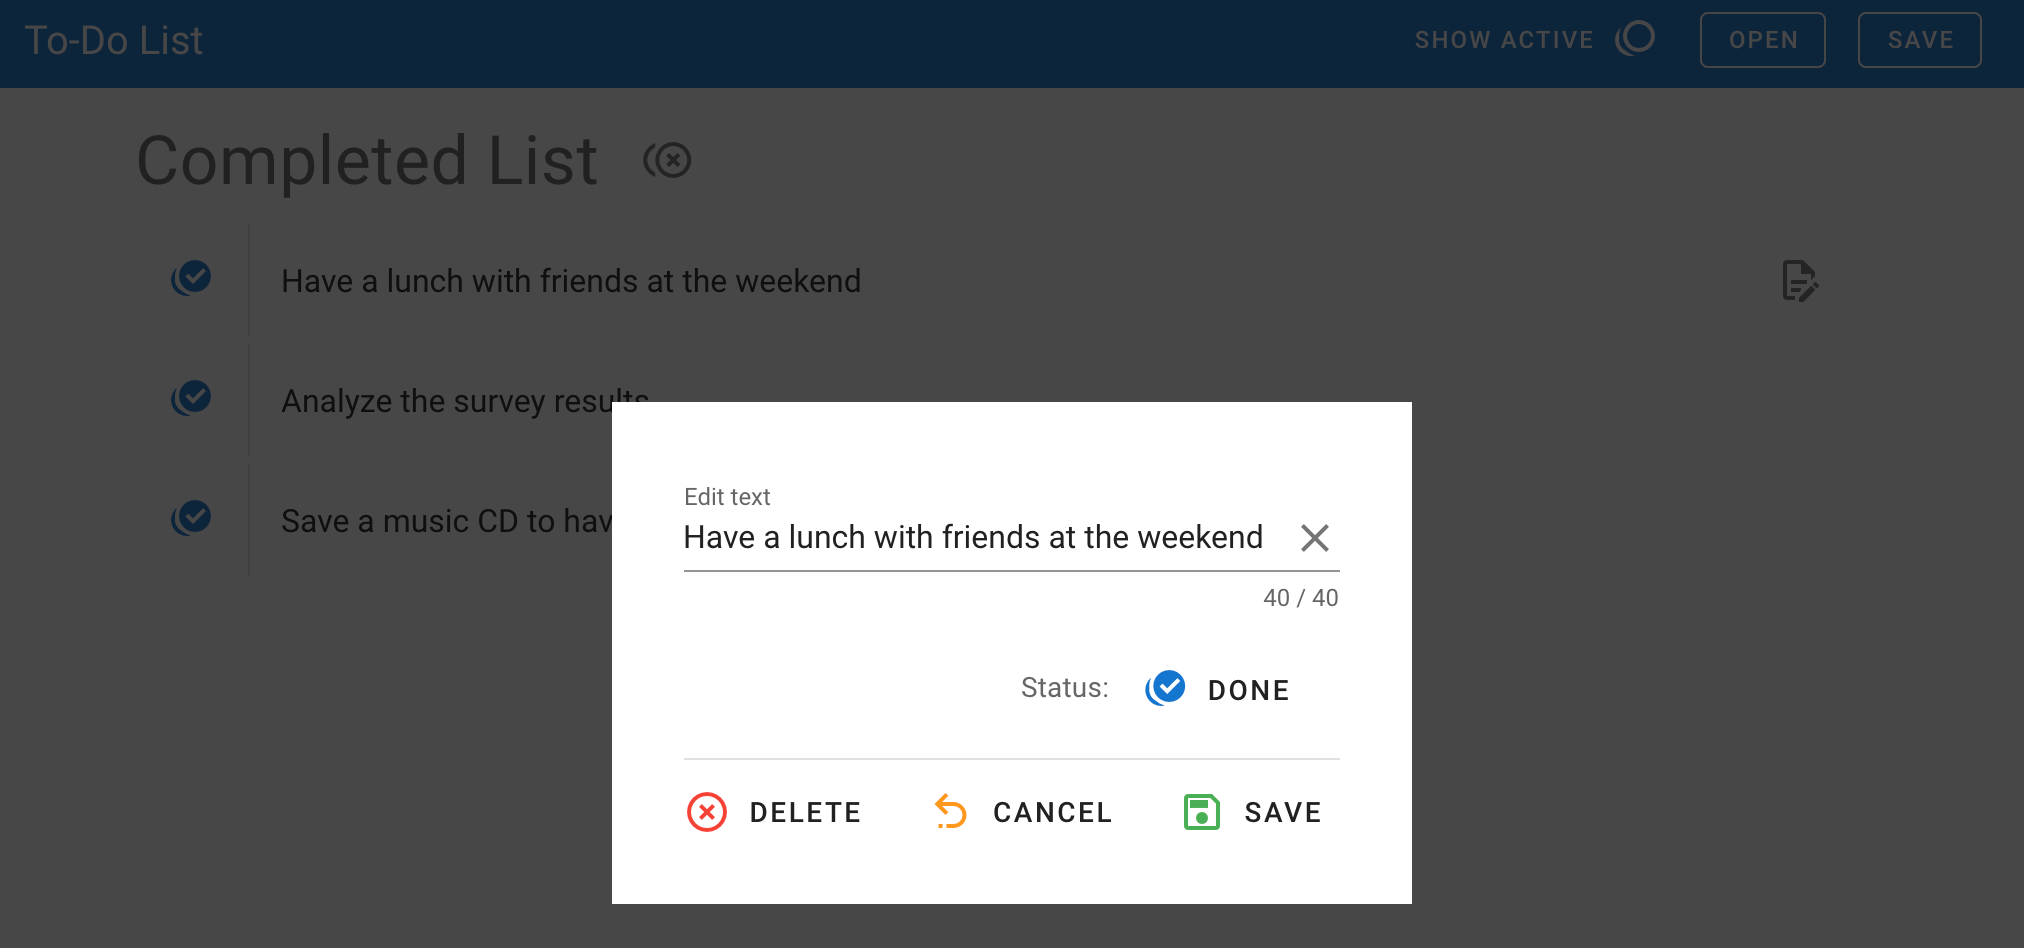 To-Do List
SHOW ACTIVE
OPEN
SAVE
Completed List
Have a lunch with friends at the weekend
Analyze the survey results
Save a music CD to hav
Edit text
Have a lunch with friends at the weekend
40 / 40
Status:
DONE
DELETE
CANCEL
SAVE